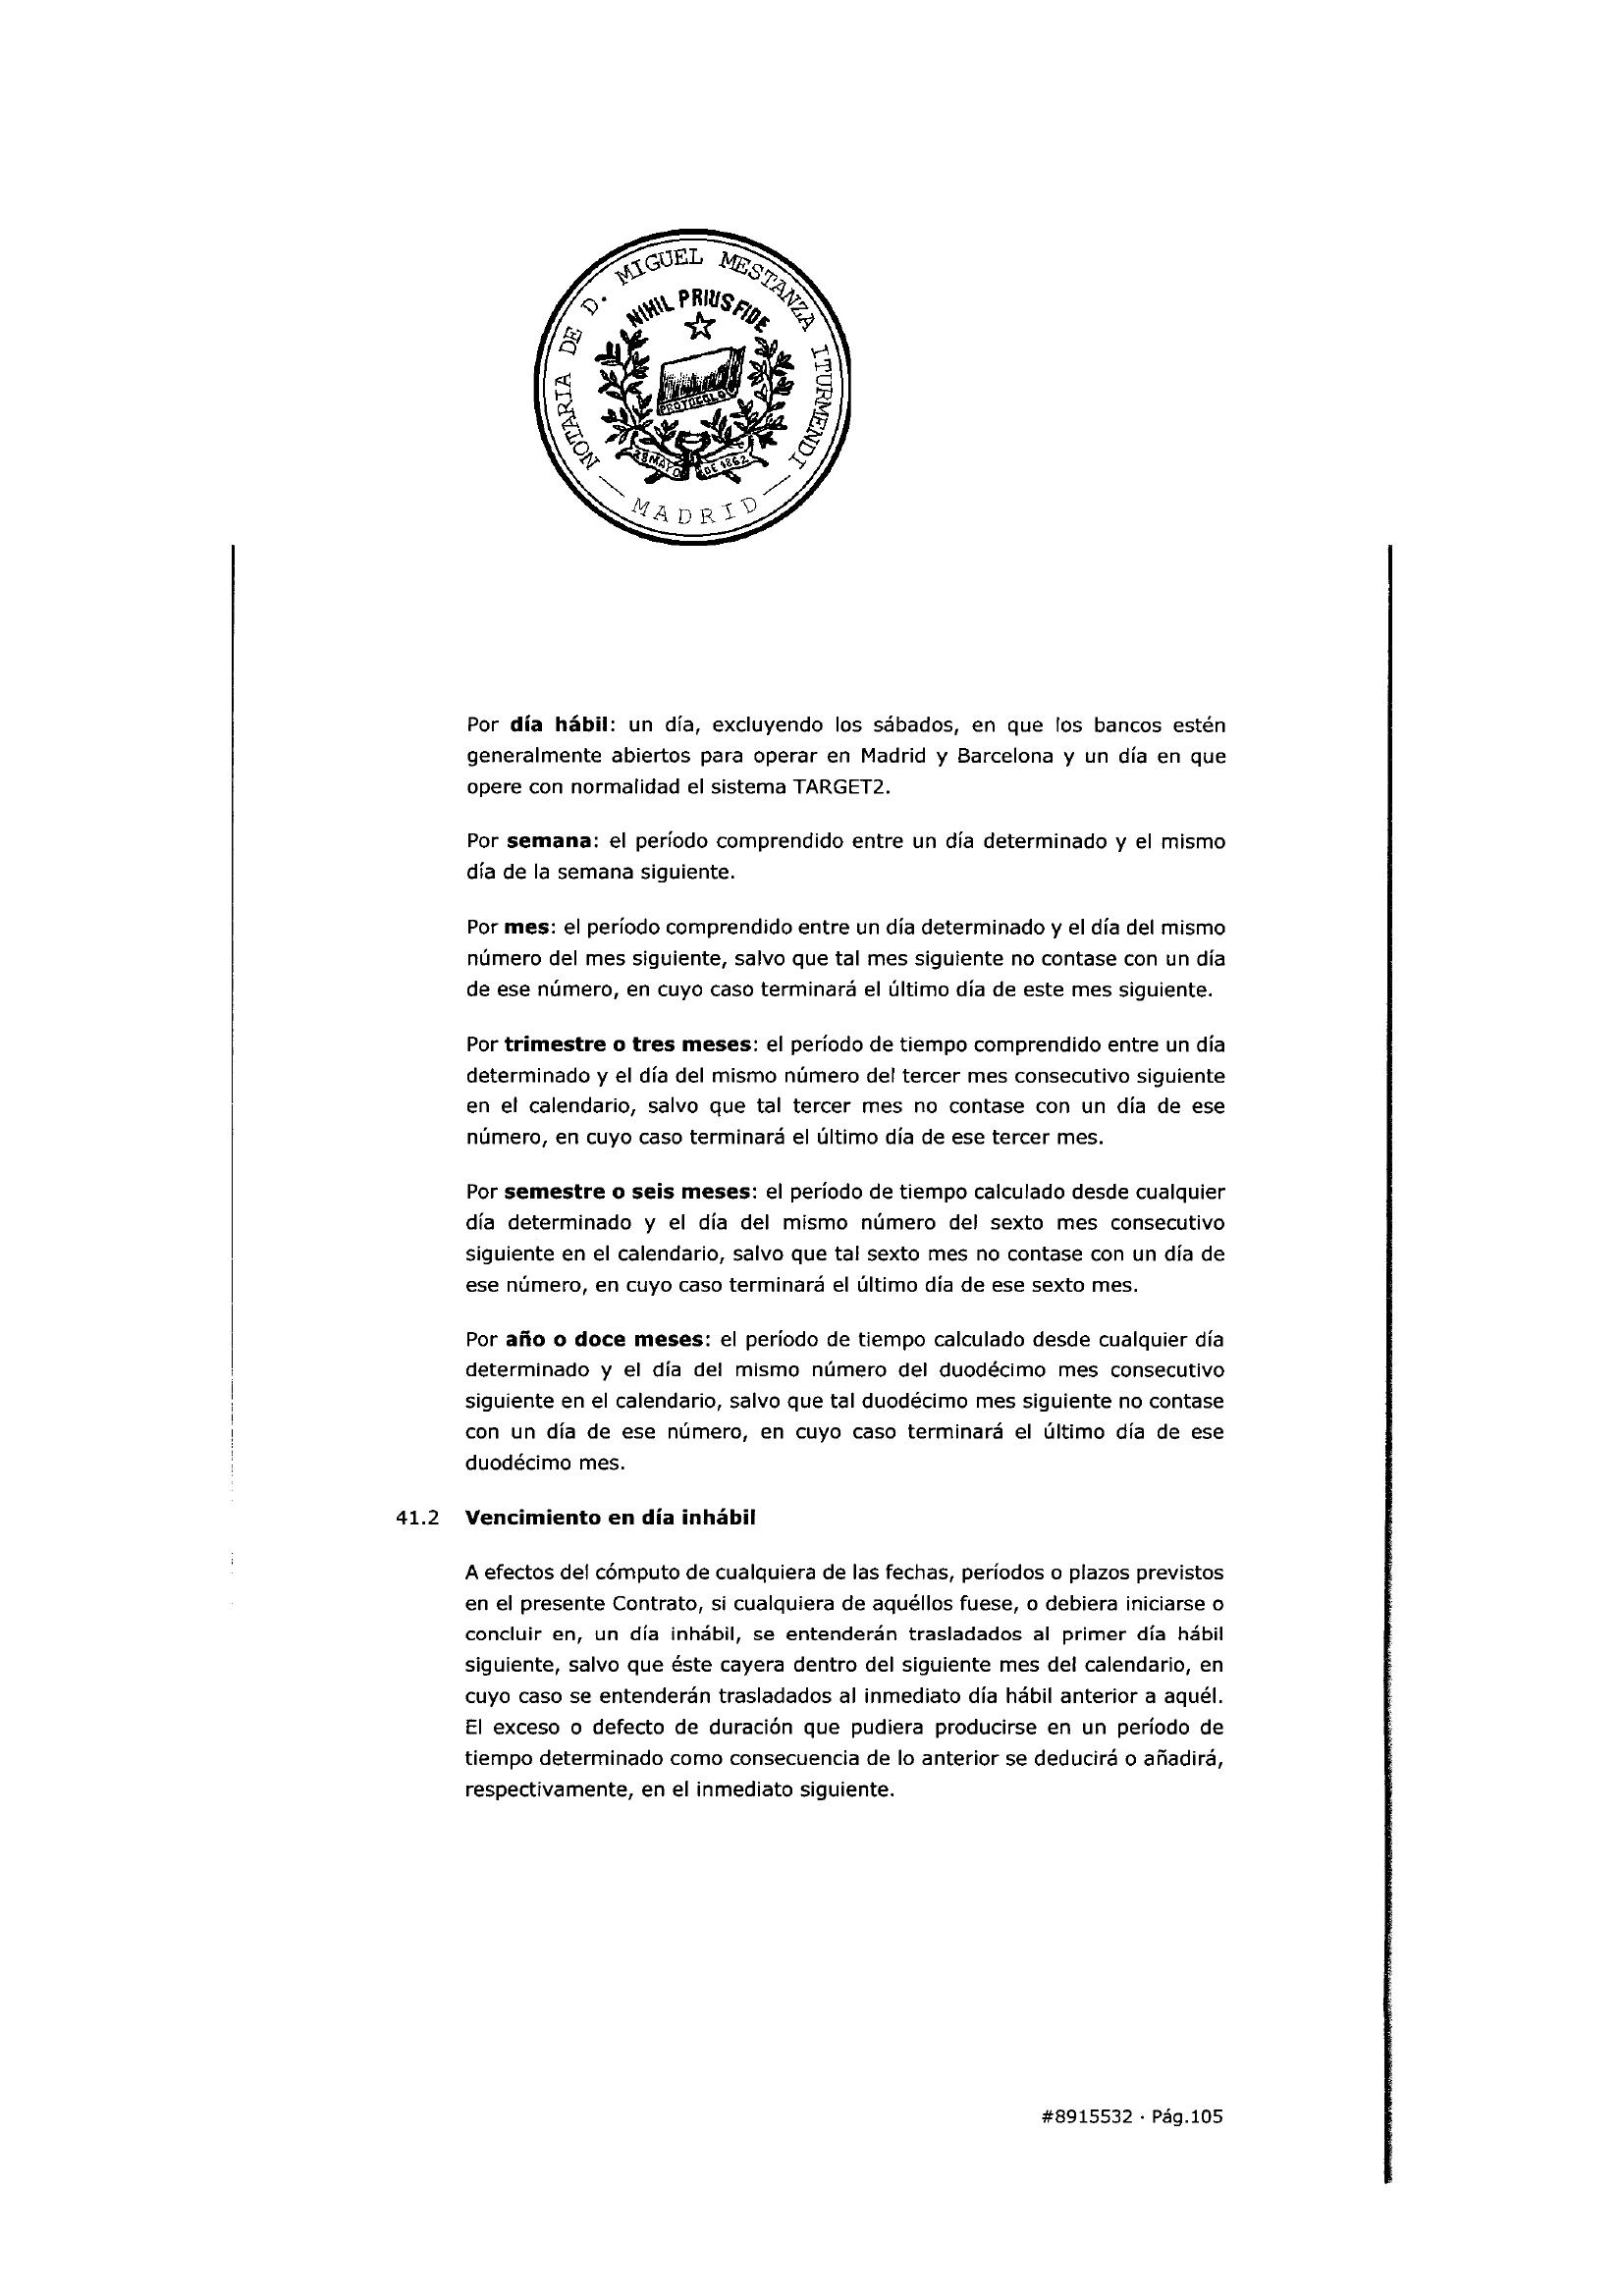 NOTARIA DE D. MIGUEL MESTANZA ITURMENDI
NIHIL PRIUS FIDE
PROTOCOLO
28 MAYO DE 1862
— MADRID —
Por día hábil: un día, excluyendo los sábados, en que los bancos estén
generalmente abiertos para operar en Madrid y Barcelona y un día en que
opere con normalidad el sistema TARGET2.
Por semana: el período comprendido entre un día determinado y el mismo
día de la semana siguiente.
Por mes: el período comprendido entre un día determinado y el día del mismo
número del mes siguiente, salvo que tal mes siguiente no contase con un día
de ese número, en cuyo caso terminará el último día de este mes siguiente.
Por trimestre o tres meses: el período de tiempo comprendido entre un día
determinado y el día del mismo número del tercer mes consecutivo siguiente
en el calendario, salvo que tal tercer mes no contase con un día de ese
número, en cuyo caso terminará el último día de ese tercer mes.
Por semestre o seis meses: el período de tiempo calculado desde cualquier
día determinado y el día del mismo número del sexto mes consecutivo
siguiente en el calendario, salvo que tal sexto mes no contase con un día de
ese número, en cuyo caso terminará el último día de ese sexto mes.
Por año o doce meses: el período de tiempo calculado desde cualquier día
determinado y el día del mismo número del duodécimo mes consecutivo
siguiente en el calendario, salvo que tal duodécimo mes siguiente no contase
con un día de ese número, en cuyo caso terminará el último día de ese
duodécimo mes.
41.2 Vencimiento en día inhábil
A efectos del cómputo de cualquiera de las fechas, períodos o plazos previstos
en el presente Contrato, si cualquiera de aquéllos fuese, o debiera iniciarse o
concluir en, un día inhábil, se entenderán trasladados al primer día hábil
siguiente, salvo que éste cayera dentro del siguiente mes del calendario, en
cuyo caso se entenderán trasladados al inmediato día hábil anterior a aquél.
El exceso o defecto de duración que pudiera producirse en un período de
tiempo determinado como consecuencia de lo anterior se deducirá o añadirá,
respectivamente, en el inmediato siguiente.
#8915532 · Pág.105